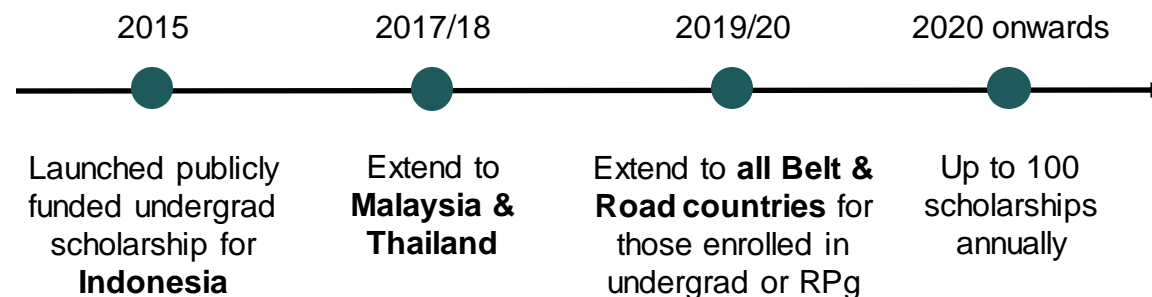 2015
Launched publicly
funded undergrad
scholarship for
Indonesia
2017/18
Extend to
Malaysia &
Thailand
2019/20
Extend to all Belt &
Road countries for
those enrolled in
undergrad or RPg
2020 onwards
Up to 100
scholarships
annually